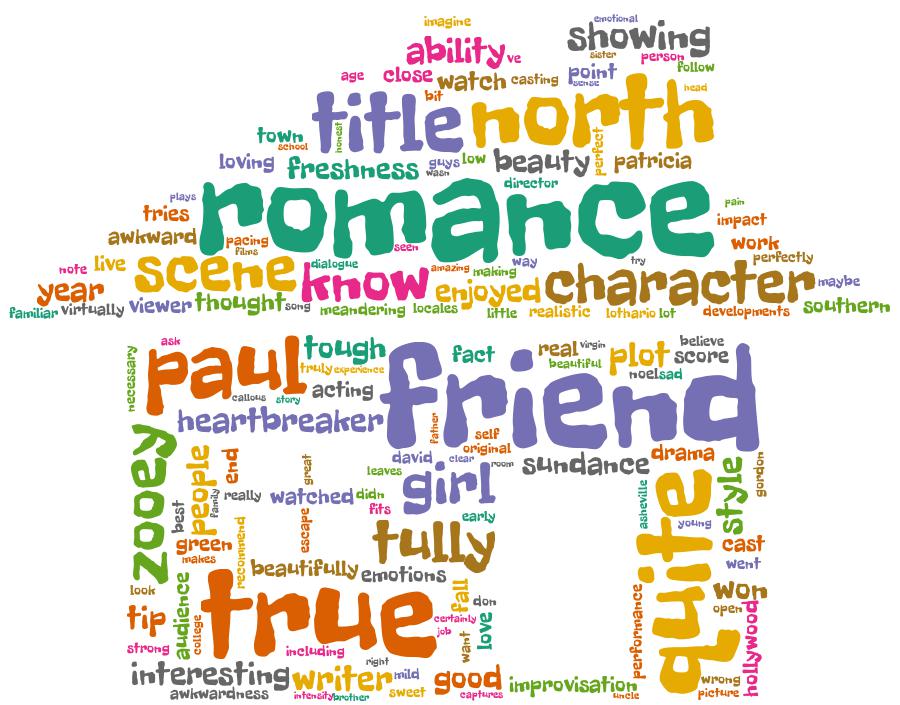 imagine
emotional
ability
ve
showing
sister
person
age
close
watch
casting
point
sense
follow
bit
head
title
north
town
school
honest
perfect
loving
freshness
guys
low
wasn
beauty
patricia
director
plays
romance
pain
tries
impact
awkward
pacing
films
seen
work
perfectly
note
live
scene
dialogue
know
amazing
making
way
try
character
maybe
year
enjoyed
familiar
virtually
viewer
thought
song
meandering
locales
little
realistic
lothario
lot
developments
southern
necessary
ask
paul
tough
truly
experience
fact
real
virgin
beautiful
plot
believe
score
noel
sad
callous
story
acting
friend
heartbreaker
father
self
original
drama
zooey
people
end
great
david
clear
room
sundance
leaves
girl
style
gordon
best
family
really
watched
didn
fits
early
asheville
quite
young
green
makes
recommend
escape
tully
cast
went
beautifully
emotions
look
audience
true
fall
don
love
won
open
tip
college
certainly
job
performance
hollywood
strong
including
want
right
interesting
writer
mild
good
wrong
awkwardness
intensity
brother
sweet
captures
improvisation
uncle
picture